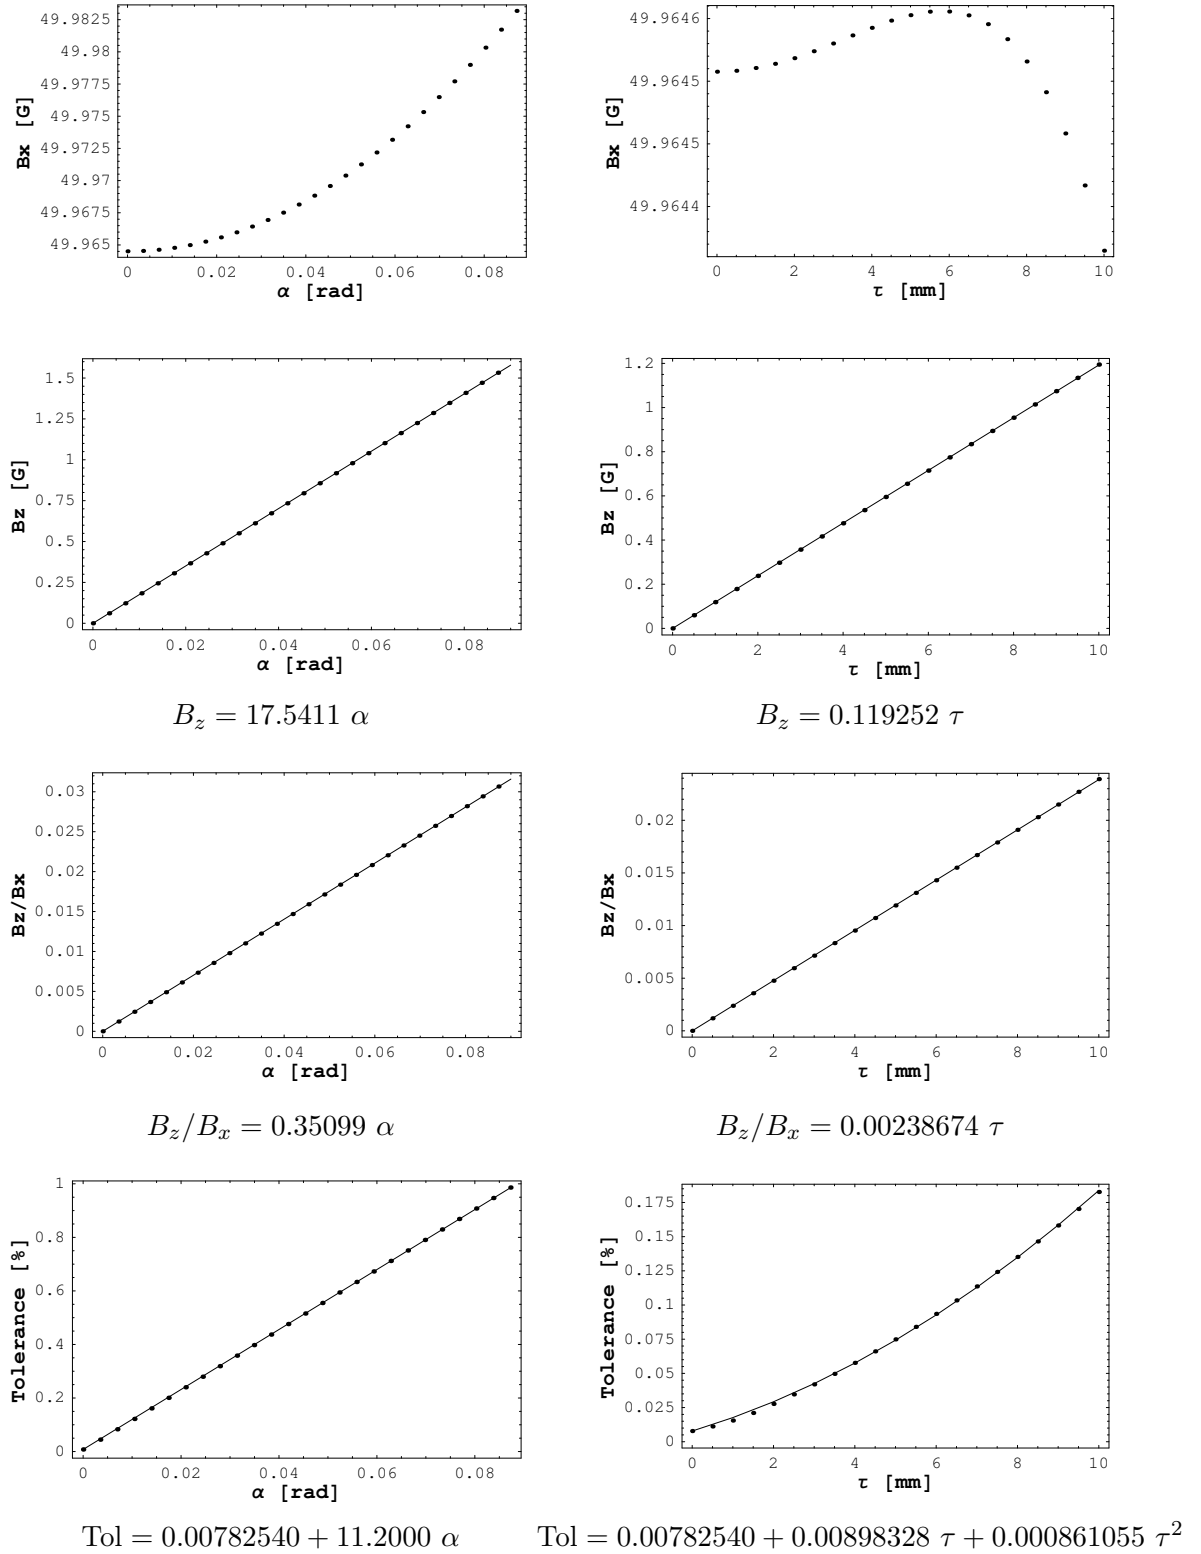 49.9825
49.98
49.9775
49.975
49.9725
49.97
49.9675
49.965
Bx [G]
0 0.02 0.04 0.06 0.08
α [rad]
49.9646
49.9645
49.9645
49.9644
Bx [G]
0 2 4 6 8 10
τ [mm]
1.5
1.25
1
0.75
0.5
0.25
0
Bz [G]
0 0.02 0.04 0.06 0.08
α [rad]
B_z = 17.5411 α
1.2
1
0.8
0.6
0.4
0.2
0
Bz [G]
0 2 4 6 8 10
τ [mm]
B_z = 0.119252 τ
0.03
0.025
0.02
0.015
0.01
0.005
0
Bz/Bx
0 0.02 0.04 0.06 0.08
α [rad]
B_z/B_x = 0.35099 α
0.02
0.015
0.01
0.005
0
Bz/Bx
0 2 4 6 8 10
τ [mm]
B_z/B_x = 0.00238674 τ
1
0.8
0.6
0.4
0.2
0
Tolerance [%]
0 0.02 0.04 0.06 0.08
α [rad]
Tol = 0.00782540 + 11.2000 α
0.175
0.15
0.125
0.1
0.075
0.05
0.025
0
Tolerance [%]
0 2 4 6 8 10
τ [mm]
Tol = 0.00782540 + 0.00898328 τ + 0.000861055 τ²